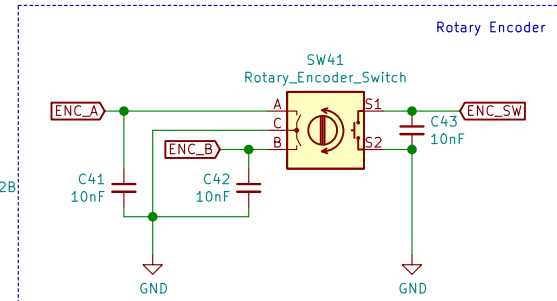 Rotary Encoder
SW41
Rotary_Encoder_Switch
ENC_A
A
S1
ENC_SW
C
C43
10nF
ENC_B
B
S2
2B
C41
10nF
C42
10nF
GND
GND